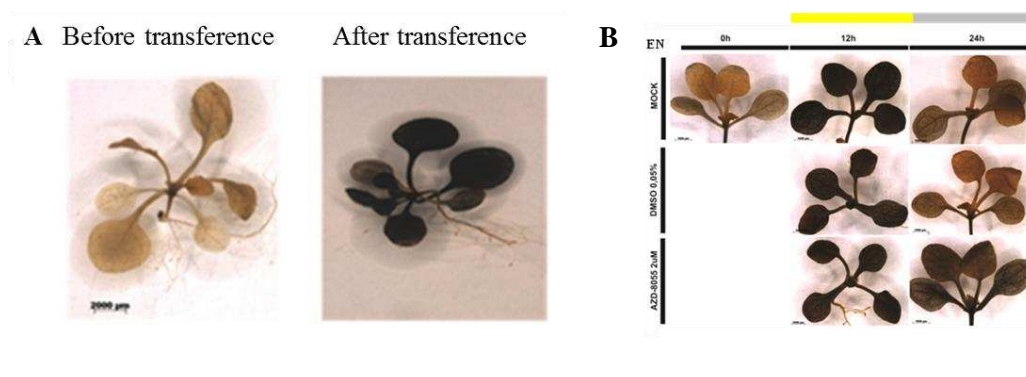 A Before transference After transference
2000 µm
B
EN 0h 12h 24h
MOCK
DMSO 0,05%
AZD-8055 2uM